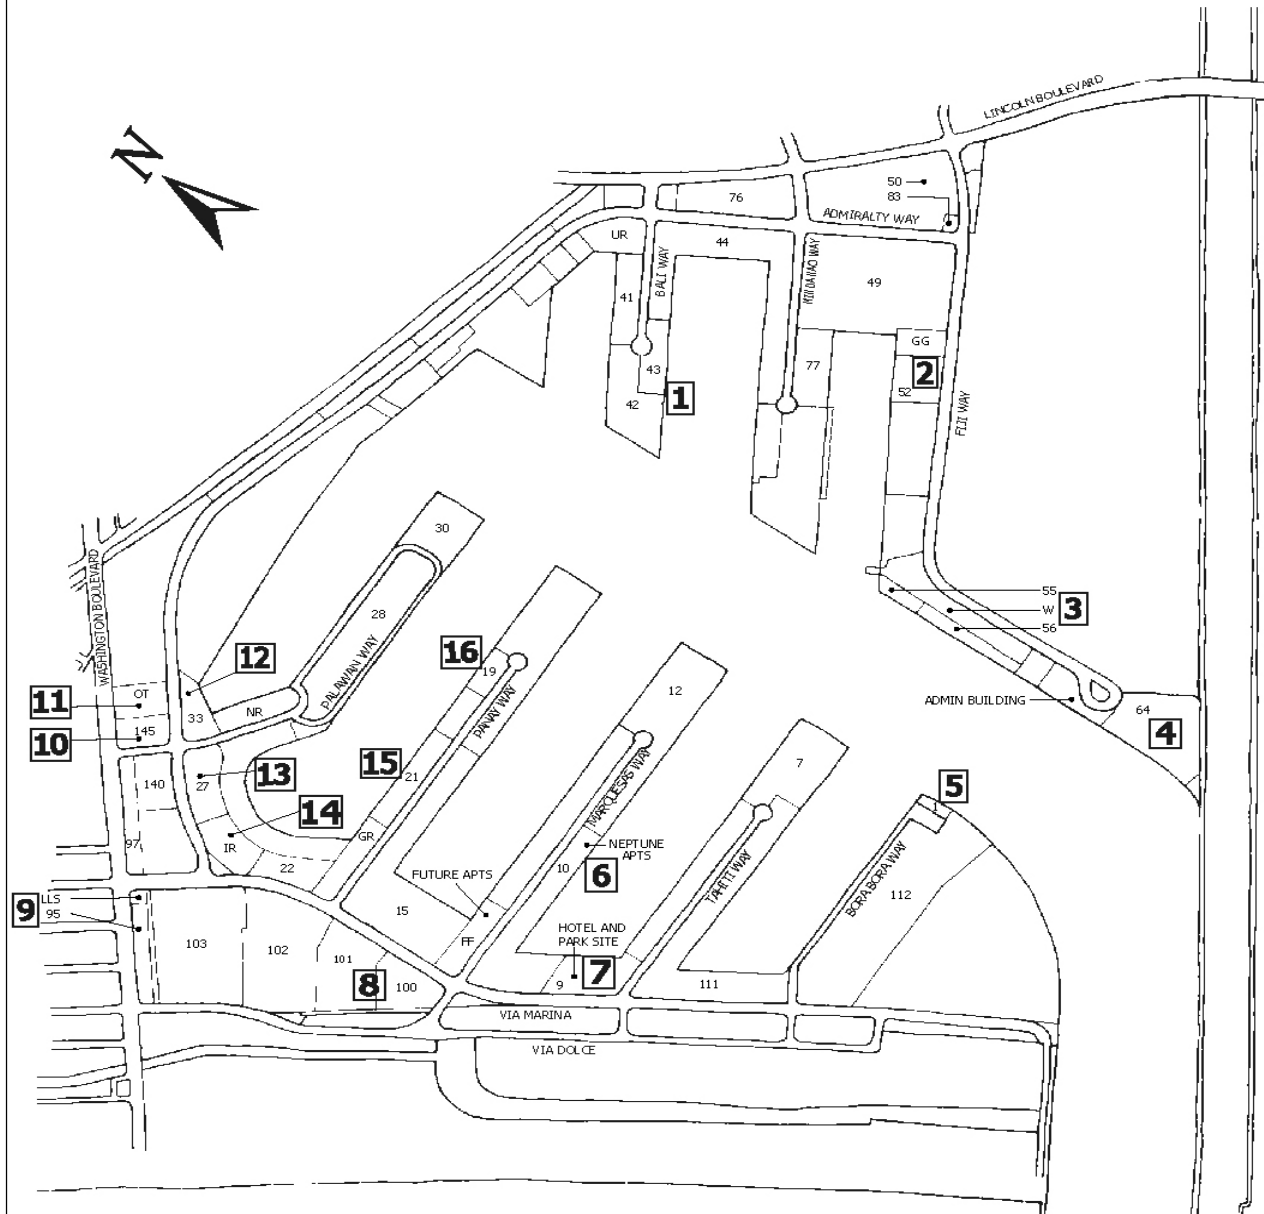 LINCOLN BOULEVARD
N
50
83
76
ADMIRALTY WAY
UR
44
BALI WAY
MINDANAO WAY
49
41
GG
43
77
2
52
1
42
FIJI WAY
30
WASHINGTON BOULEVARD
55
W
3
56
28
PALAWAN WAY
12
16
19
OT
11
33
NR
PANAY WAY
12
ADMIN BUILDING
64
4
145
10
MARQUESAS WAY
7
15
21
13
27
140
5
14
GR
IR
97
NEPTUNE
APTS
22
10
6
TAHITI WAY
BORA BORA WAY
112
FUTURE APTS
LLS
9
95
15
HOTEL AND
PARK SITE
FF
103
102
101
7
8
100
9
111
VIA MARINA
VIA DOLCE